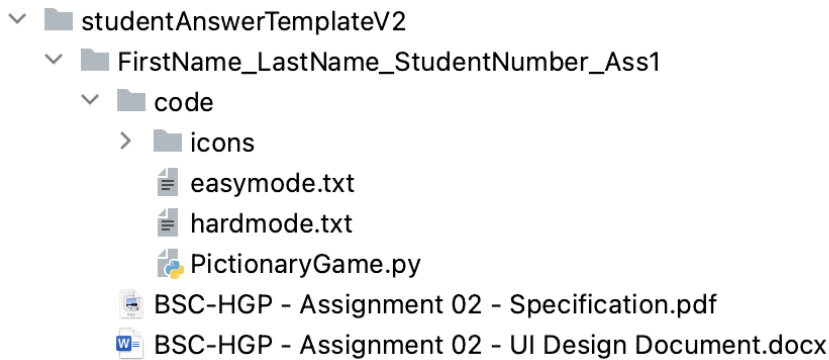 studentAnswerTemplateV2
FirstName_LastName_StudentNumber_Ass1
code
icons
easymode.txt
hardmode.txt
PictionaryGame.py
BSC-HGP - Assignment 02 - Specification.pdf
BSC-HGP - Assignment 02 - UI Design Document.docx